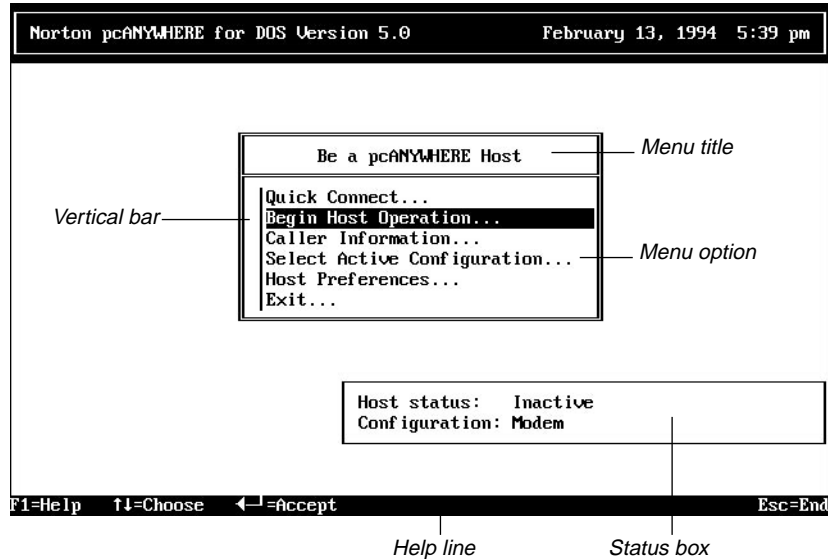 Norton pcANYWHERE for DOS Version 5.0 February 13, 1994 5:39 pm
Be a pcANYWHERE Host
Menu title
Quick Connect...
Vertical bar
Begin Host Operation...
Caller Information...
Select Active Configuration...
Menu option
Host Preferences...
Exit...
Host status: Inactive
Configuration: Modem
F1=Help ↑↓=Choose ◄┘=Accept Esc=End
Help line Status box